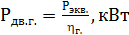 Pдв.г. = Pэкв. / ηг. , кВт